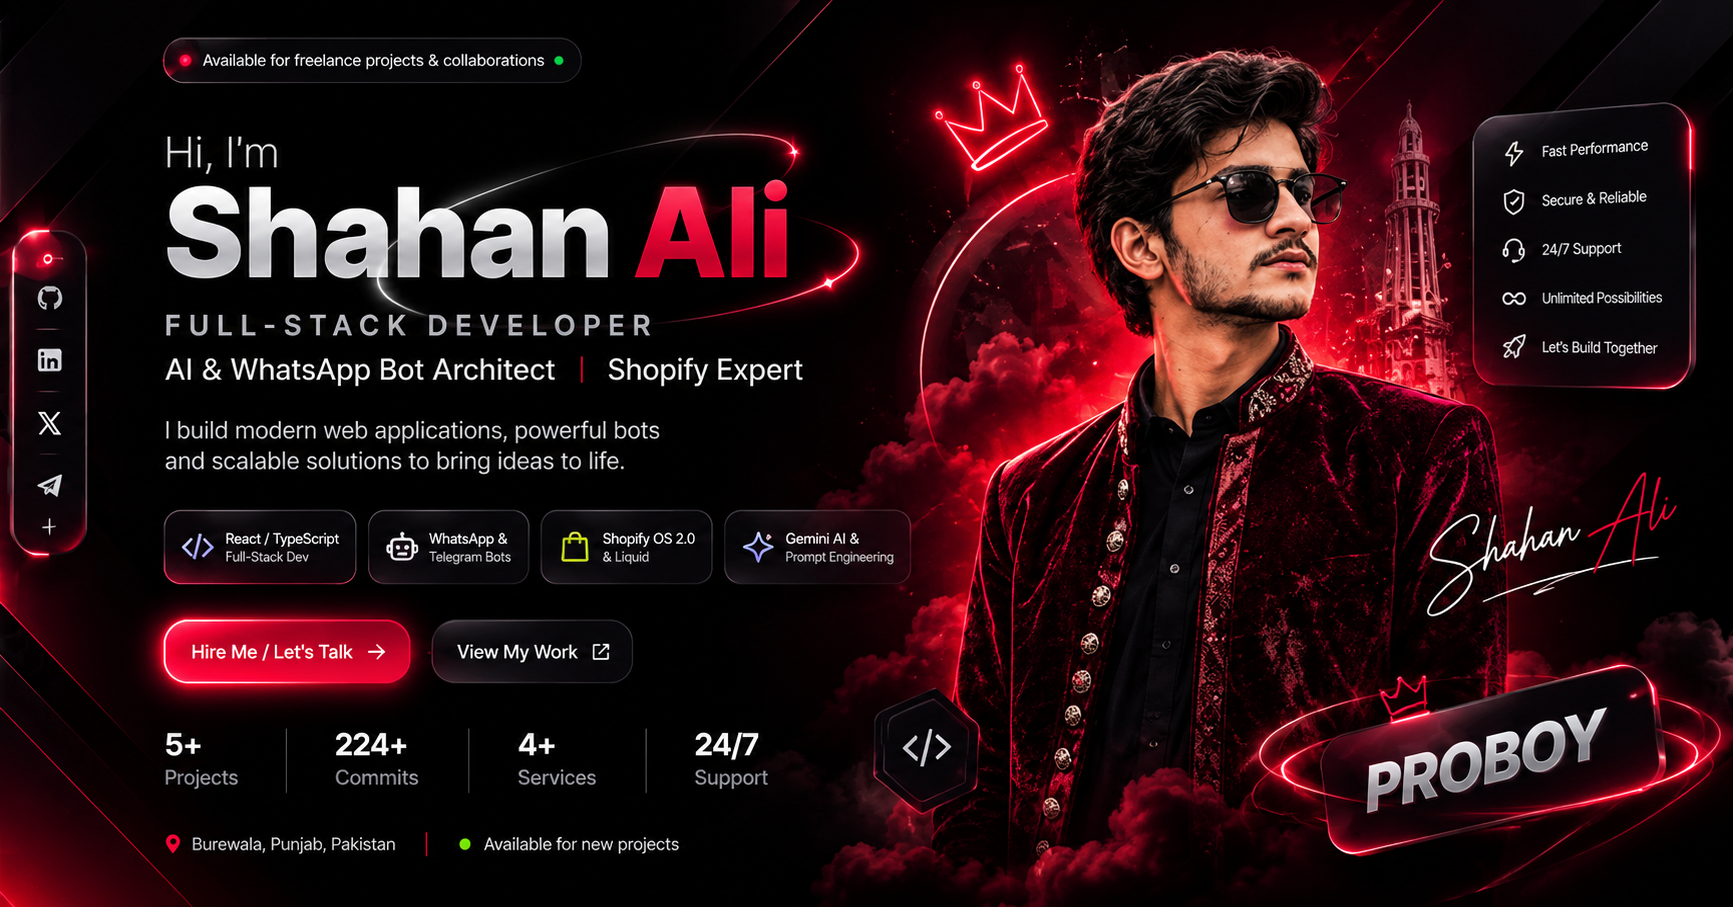 Available for freelance projects & collaborations
Hi, I'm
Shahan Ali
FULL-STACK DEVELOPER
AI & WhatsApp Bot Architect | Shopify Expert
I build modern web applications, powerful bots
and scalable solutions to bring ideas to life.
</> React / TypeScript
Full-Stack Dev
WhatsApp &
Telegram Bots
Shopify OS 2.0
& Liquid
Gemini AI &
Prompt Engineering
Hire Me / Let's Talk →
View My Work
5+
Projects
224+
Commits
4+
Services
24/7
Support
Burewala, Punjab, Pakistan | Available for new projects
in
X
+
Fast Performance
Secure & Reliable
24/7 Support
Unlimited Possibilities
Let's Build Together
Shahan Ali
</>
PROBOY